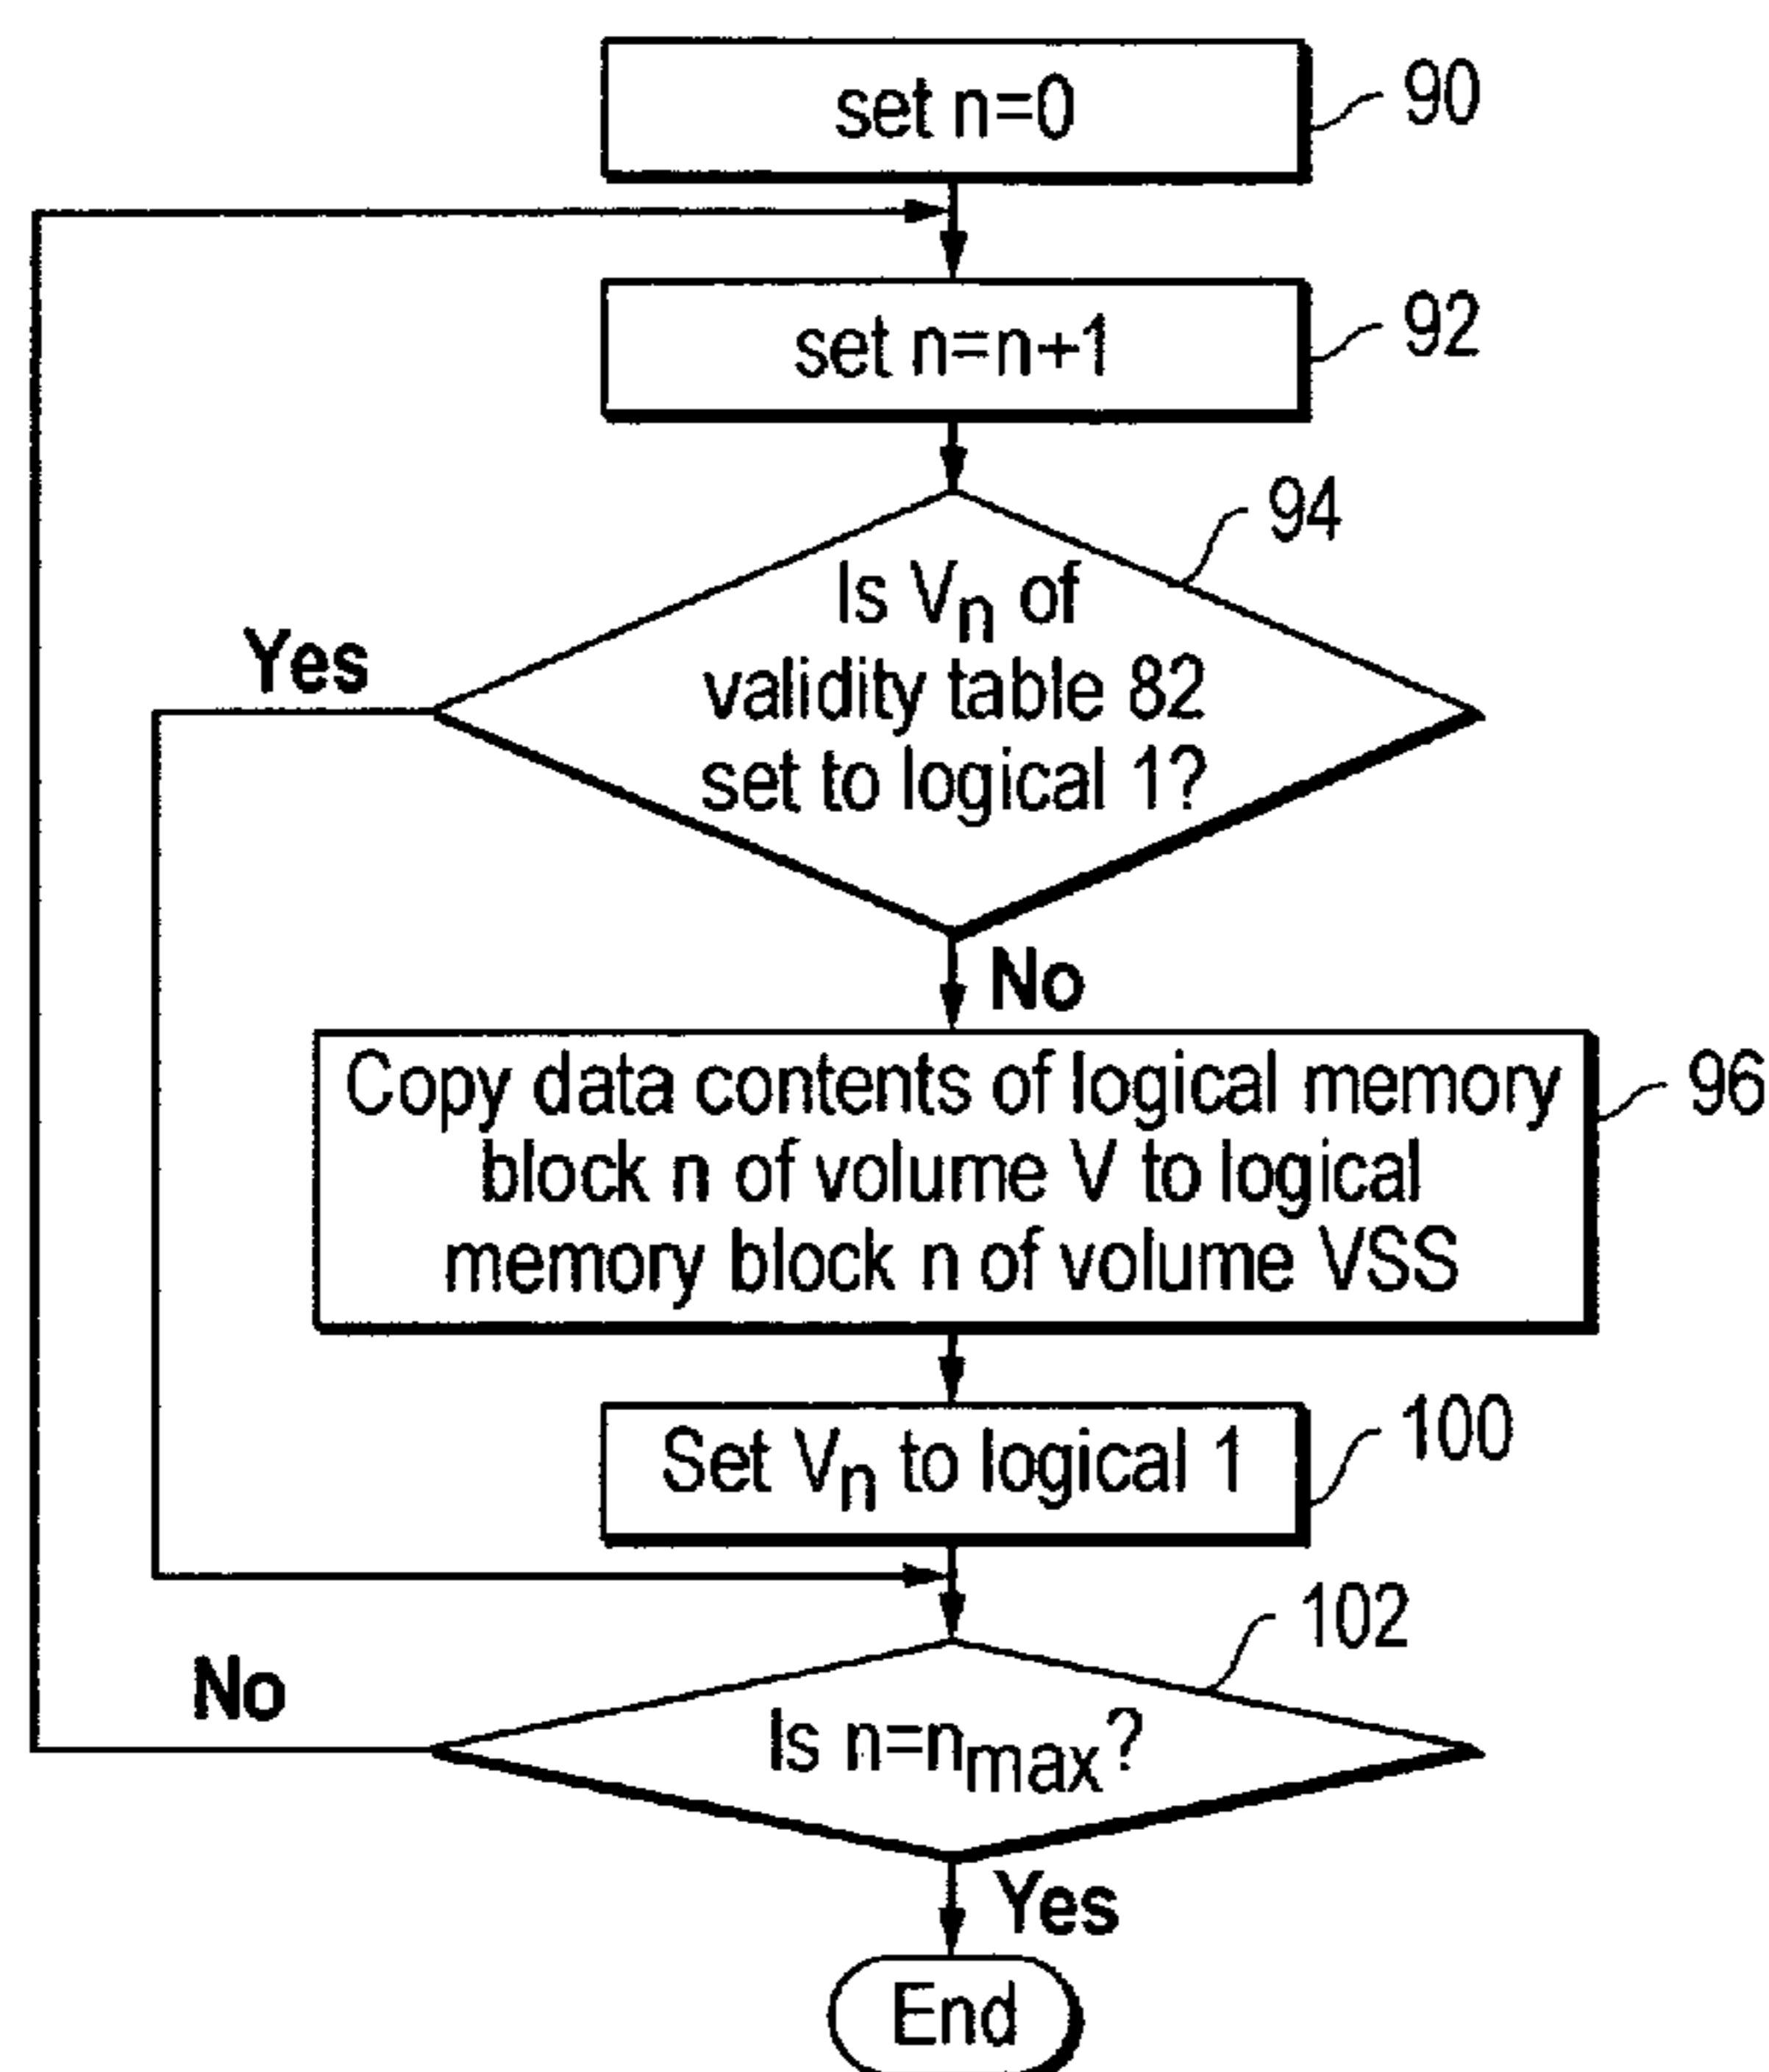 set n=0
90
set n=n+1
92
94
Is Vn of
validity table 82
set to logical 1?
Yes
No
Copy data contents of logical memory
block n of volume V to logical
memory block n of volume VSS
96
Set Vn to logical 1
100
102
Is n=nmax?
No
Yes
End